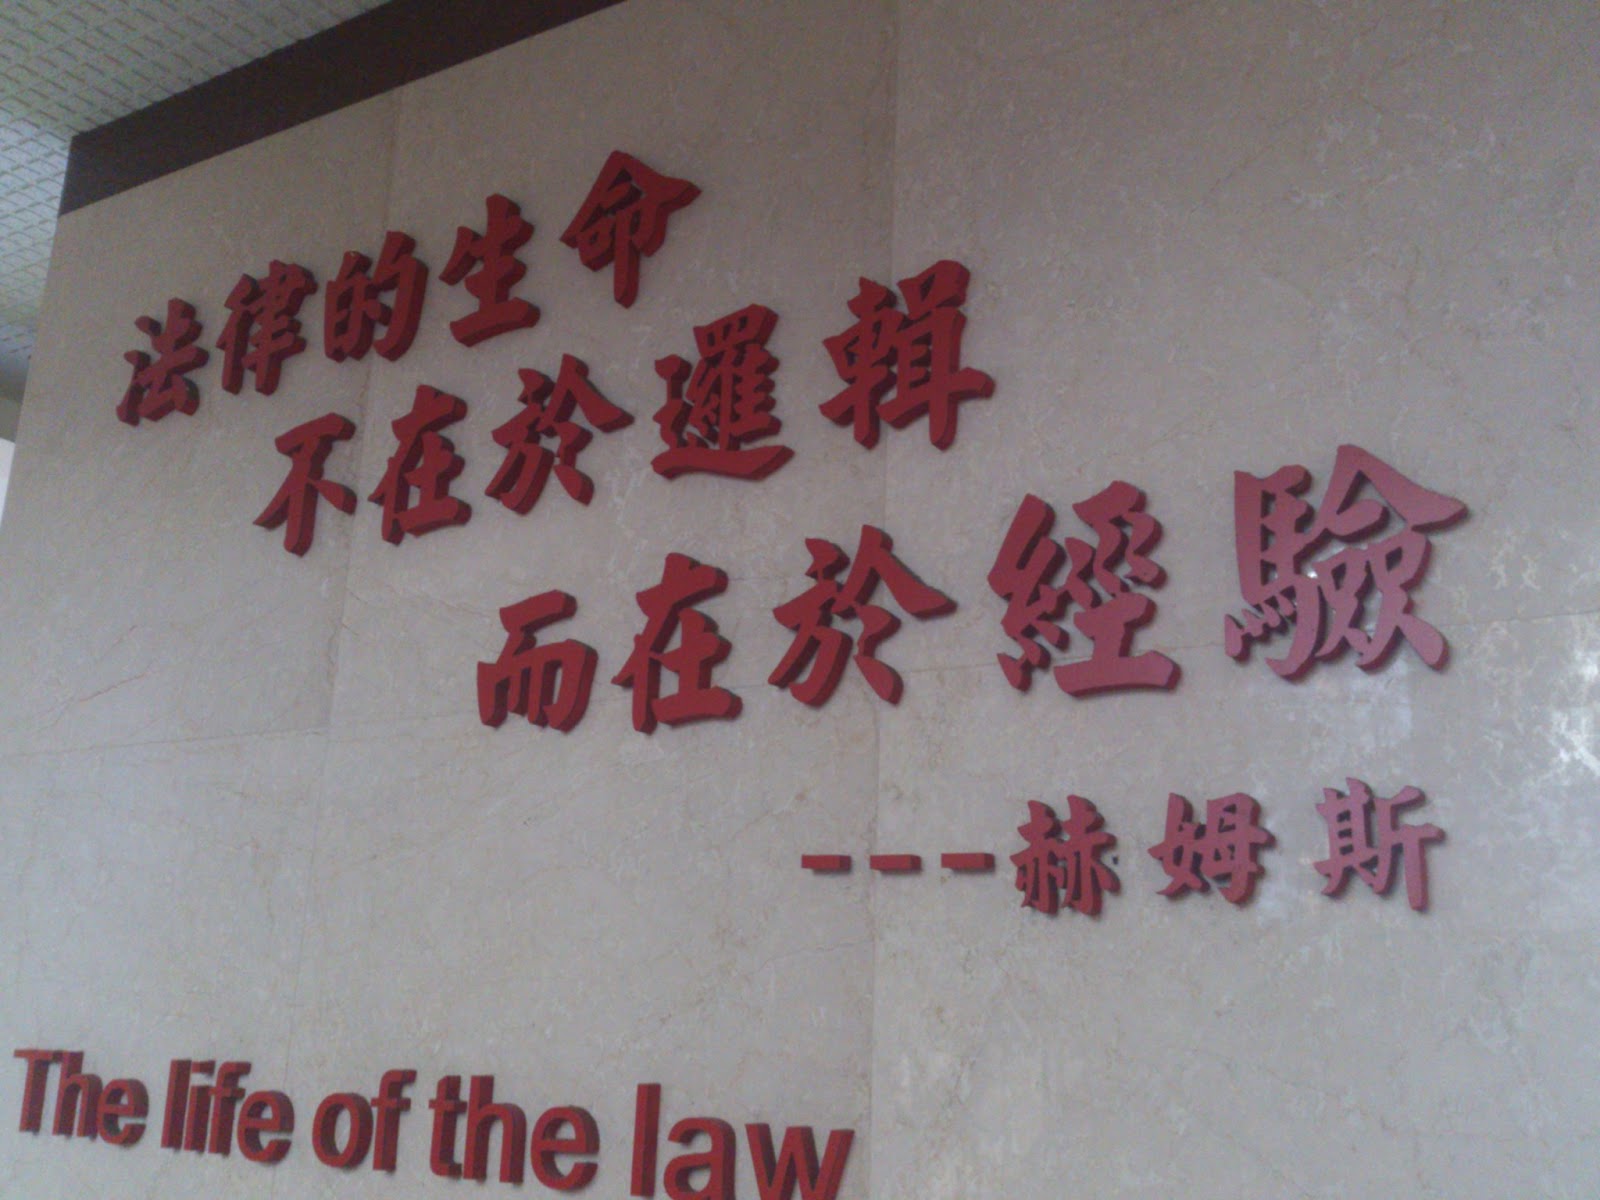 法律的生命
不在於邏輯
而在於經驗
---赫姆斯
The life of the law